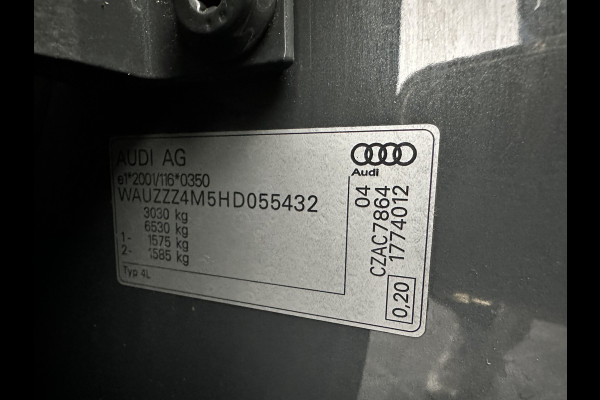 AUDI AG
e1*2001/116*0350
WAUZZZ4M5HD055432
3030 kg
6530 kg
1- 1575 kg
2- 1585 kg
Typ 4L
Audi
04
CZAC7864
1774012
0,20